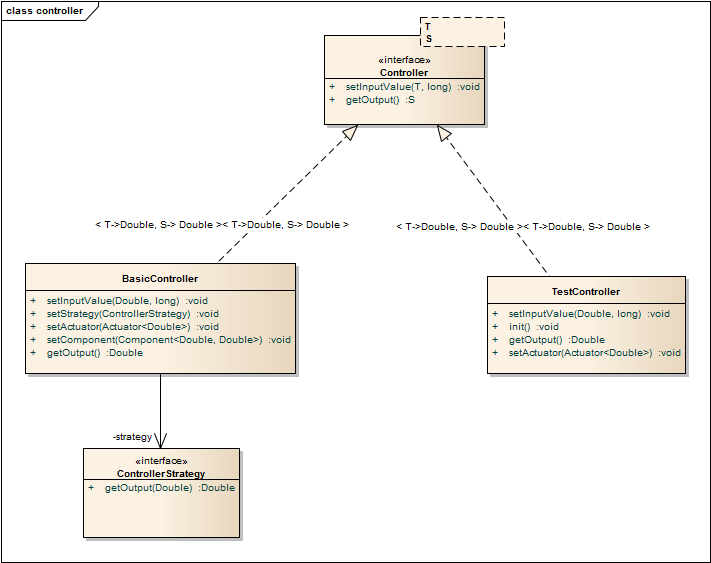 class controller
T
S
«interface»
Controller
+ setInputValue(T, long) :void
+ getOutput() :S
< T->Double, S-> Double >< T->Double, S-> Double >
< T->Double, S-> Double >< T->Double, S-> Double >
BasicController
+ setInputValue(Double, long) :void
+ setStrategy(ControllerStrategy) :void
+ setActuator(Actuator<Double>) :void
+ setComponent(Component<Double, Double>) :void
+ getOutput() :Double
TestController
+ setInputValue(Double, long) :void
+ init() :void
+ getOutput() :Double
+ setActuator(Actuator<Double>) :void
-strategy
«interface»
ControllerStrategy
+ getOutput(Double) :Double